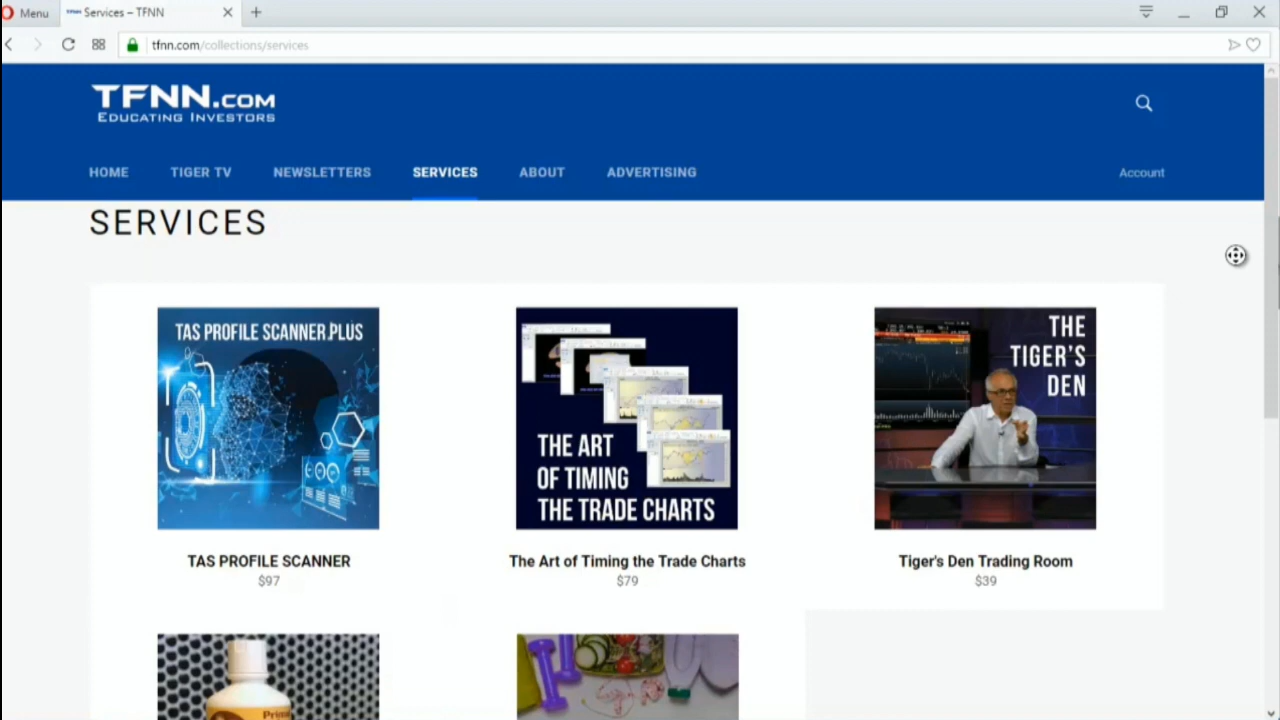 Menu
Services – TFNN
tfnn.com/collections/services
TFNN.COM
EDUCATING INVESTORS
HOME
TIGER TV
NEWSLETTERS
SERVICES
ABOUT
ADVERTISING
Account
SERVICES
TAS PROFILE SCANNER PLUS
THE ART
OF TIMING
THE TRADE CHARTS
THE
TIGER'S
DEN
TAS PROFILE SCANNER
$97
The Art of Timing the Trade Charts
$79
Tiger's Den Trading Room
$39